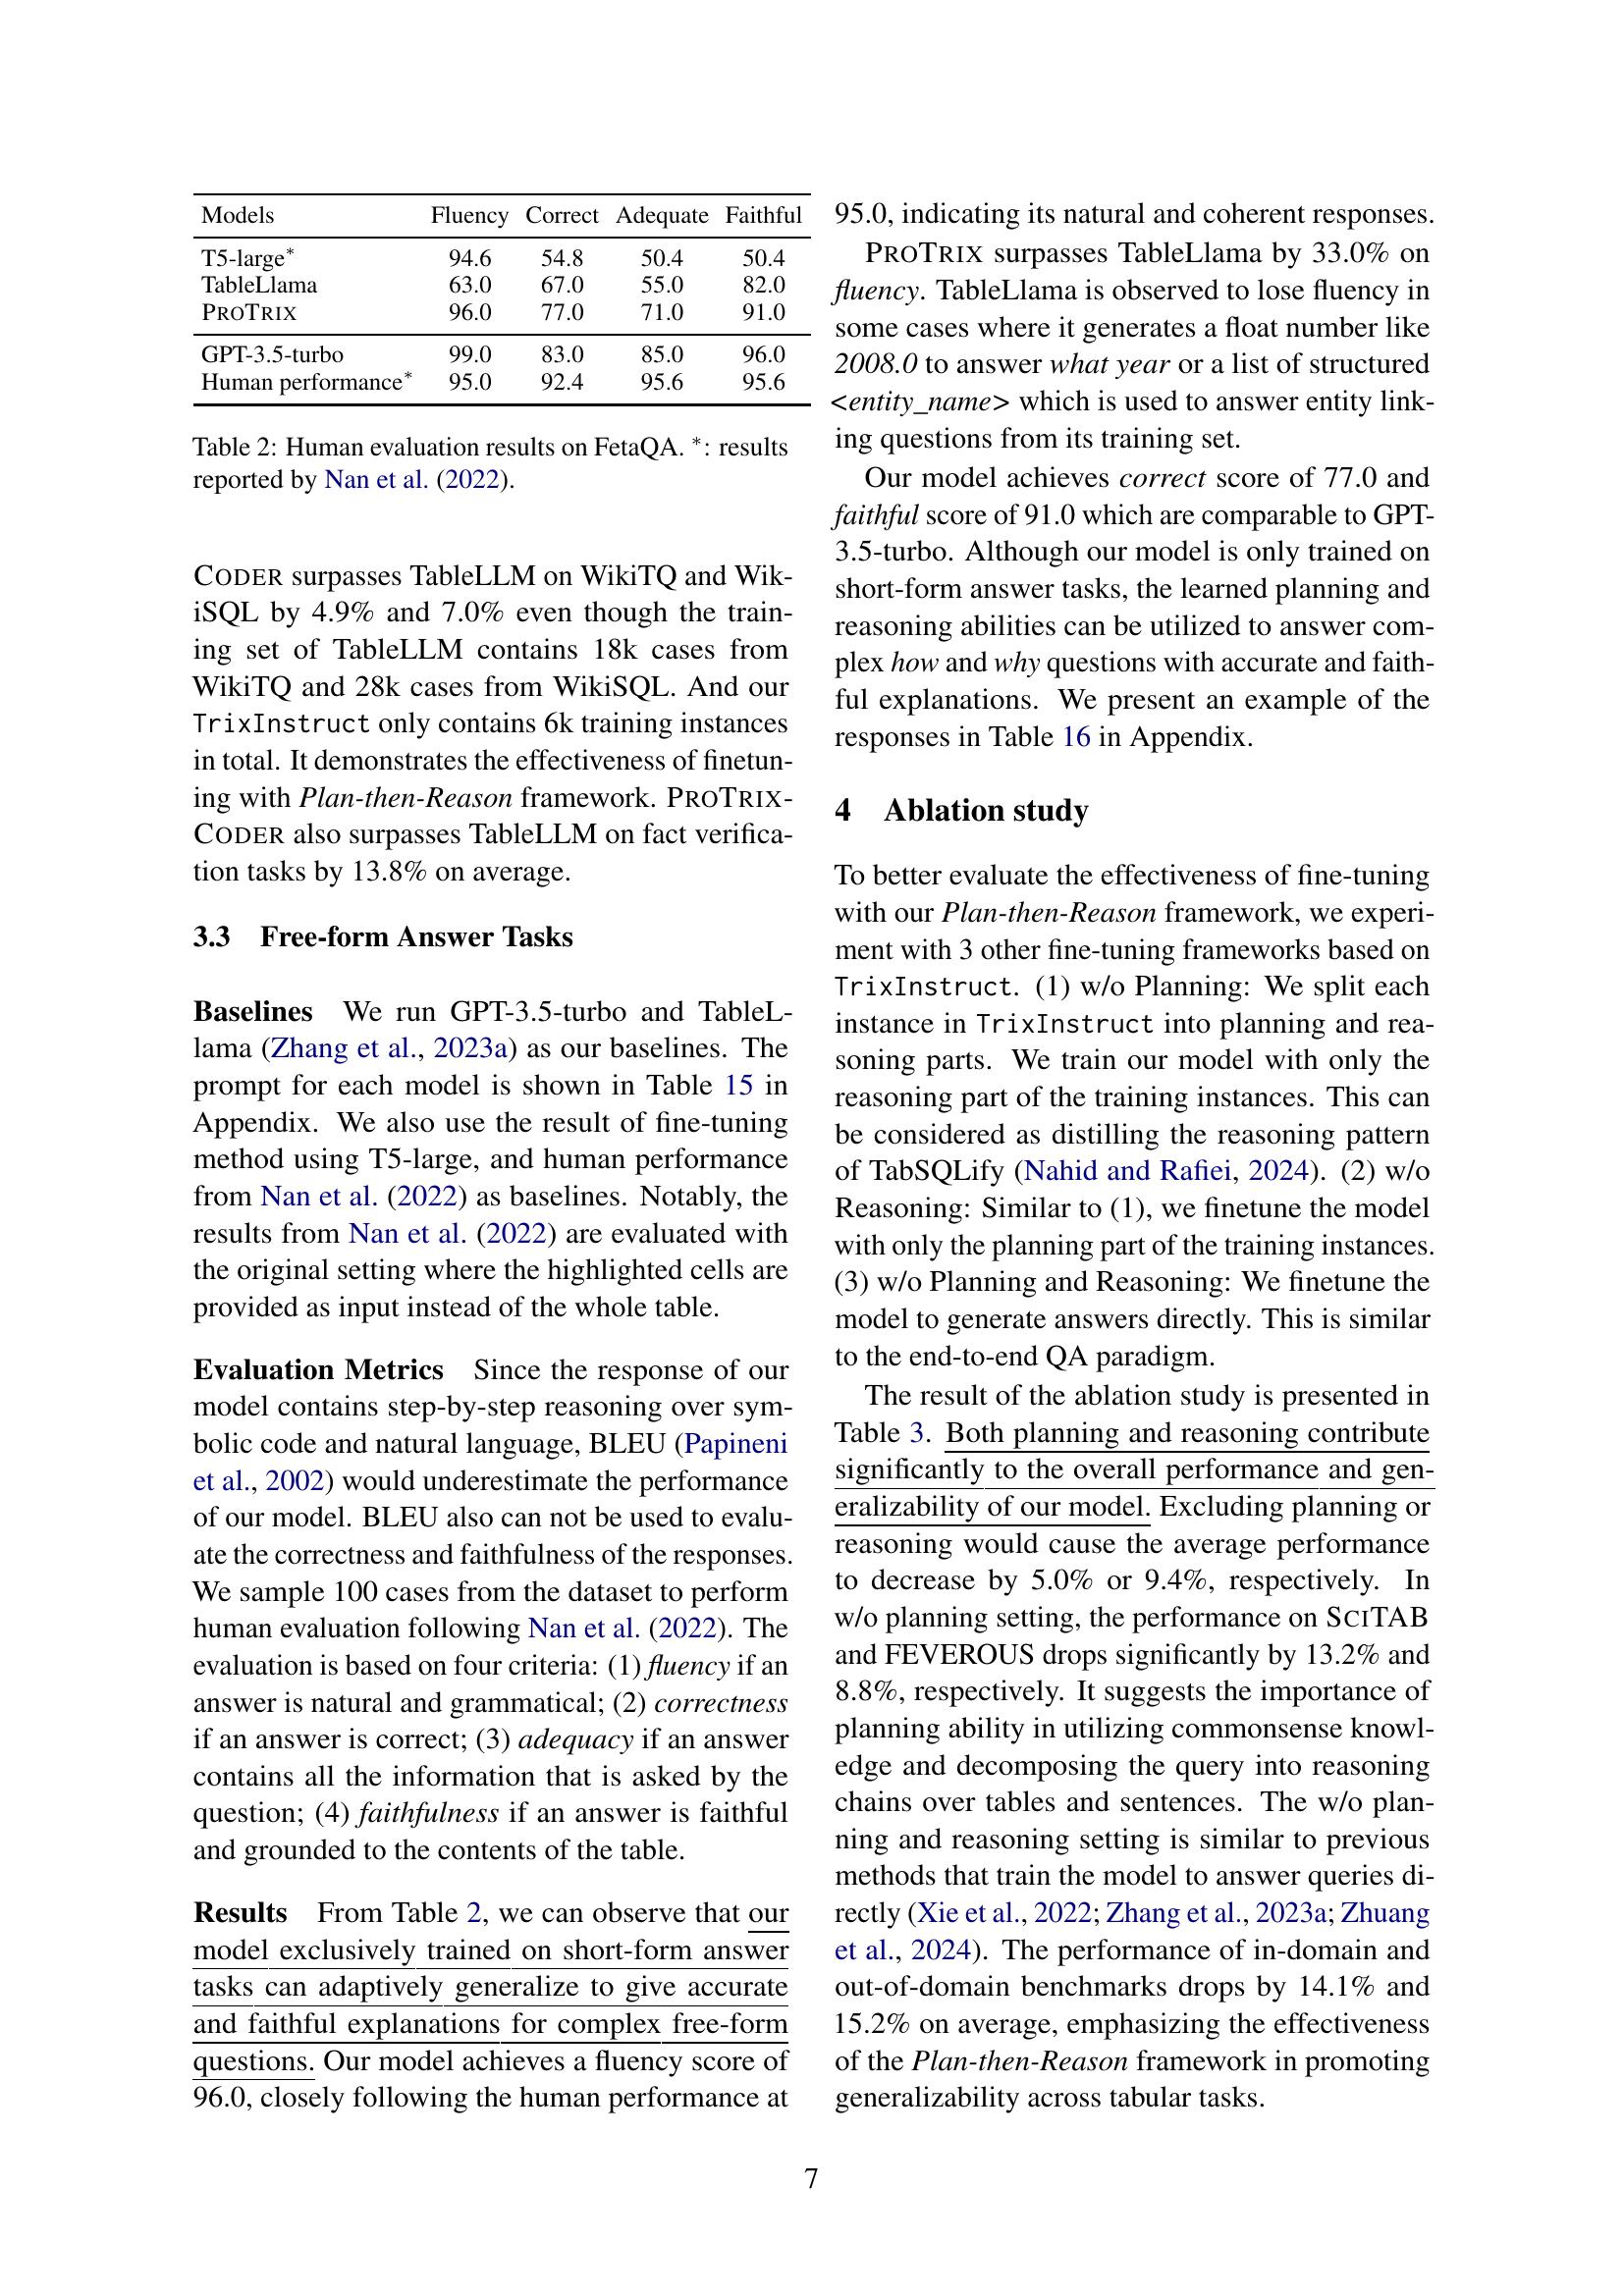 Models Fluency Correct Adequate Faithful
T5-large* 94.6 54.8 50.4 50.4
TableLlama 63.0 67.0 55.0 82.0
PROTRIX 96.0 77.0 71.0 91.0
GPT-3.5-turbo 99.0 83.0 85.0 96.0
Human performance* 95.0 92.4 95.6 95.6
Table 2: Human evaluation results on FetaQA. *: results
reported by Nan et al. (2022).
CODER surpasses TableLLM on WikiTQ and Wik-
iSQL by 4.9% and 7.0% even though the train-
ing set of TableLLM contains 18k cases from
WikiTQ and 28k cases from WikiSQL. And our
TrixInstruct only contains 6k training instances
in total. It demonstrates the effectiveness of finetun-
ing with Plan-then-Reason framework. PROTRIX-
CODER also surpasses TableLLM on fact verifica-
tion tasks by 13.8% on average.
3.3 Free-form Answer Tasks
Baselines We run GPT-3.5-turbo and TableL-
lama (Zhang et al., 2023a) as our baselines. The
prompt for each model is shown in Table 15 in
Appendix. We also use the result of fine-tuning
method using T5-large, and human performance
from Nan et al. (2022) as baselines. Notably, the
results from Nan et al. (2022) are evaluated with
the original setting where the highlighted cells are
provided as input instead of the whole table.
Evaluation Metrics Since the response of our
model contains step-by-step reasoning over sym-
bolic code and natural language, BLEU (Papineni
et al., 2002) would underestimate the performance
of our model. BLEU also can not be used to evalu-
ate the correctness and faithfulness of the responses.
We sample 100 cases from the dataset to perform
human evaluation following Nan et al. (2022). The
evaluation is based on four criteria: (1) fluency if an
answer is natural and grammatical; (2) correctness
if an answer is correct; (3) adequacy if an answer
contains all the information that is asked by the
question; (4) faithfulness if an answer is faithful
and grounded to the contents of the table.
Results From Table 2, we can observe that our
model exclusively trained on short-form answer
tasks can adaptively generalize to give accurate
and faithful explanations for complex free-form
questions. Our model achieves a fluency score of
96.0, closely following the human performance at
95.0, indicating its natural and coherent responses.
PROTRIX surpasses TableLlama by 33.0% on
fluency. TableLlama is observed to lose fluency in
some cases where it generates a float number like
2008.0 to answer what year or a list of structured
<entity_name> which is used to answer entity link-
ing questions from its training set.
Our model achieves correct score of 77.0 and
faithful score of 91.0 which are comparable to GPT-
3.5-turbo. Although our model is only trained on
short-form answer tasks, the learned planning and
reasoning abilities can be utilized to answer com-
plex how and why questions with accurate and faith-
ful explanations. We present an example of the
responses in Table 16 in Appendix.
4 Ablation study
To better evaluate the effectiveness of fine-tuning
with our Plan-then-Reason framework, we experi-
ment with 3 other fine-tuning frameworks based on
TrixInstruct. (1) w/o Planning: We split each
instance in TrixInstruct into planning and rea-
soning parts. We train our model with only the
reasoning part of the training instances. This can
be considered as distilling the reasoning pattern
of TabSQLify (Nahid and Rafiei, 2024). (2) w/o
Reasoning: Similar to (1), we finetune the model
with only the planning part of the training instances.
(3) w/o Planning and Reasoning: We finetune the
model to generate answers directly. This is similar
to the end-to-end QA paradigm.
The result of the ablation study is presented in
Table 3. Both planning and reasoning contribute
significantly to the overall performance and gen-
eralizability of our model. Excluding planning or
reasoning would cause the average performance
to decrease by 5.0% or 9.4%, respectively. In
w/o planning setting, the performance on SCITAB
and FEVEROUS drops significantly by 13.2% and
8.8%, respectively. It suggests the importance of
planning ability in utilizing commonsense knowl-
edge and decomposing the query into reasoning
chains over tables and sentences. The w/o plan-
ning and reasoning setting is similar to previous
methods that train the model to answer queries di-
rectly (Xie et al., 2022; Zhang et al., 2023a; Zhuang
et al., 2024). The performance of in-domain and
out-of-domain benchmarks drops by 14.1% and
15.2% on average, emphasizing the effectiveness
of the Plan-then-Reason framework in promoting
generalizability across tabular tasks.
7